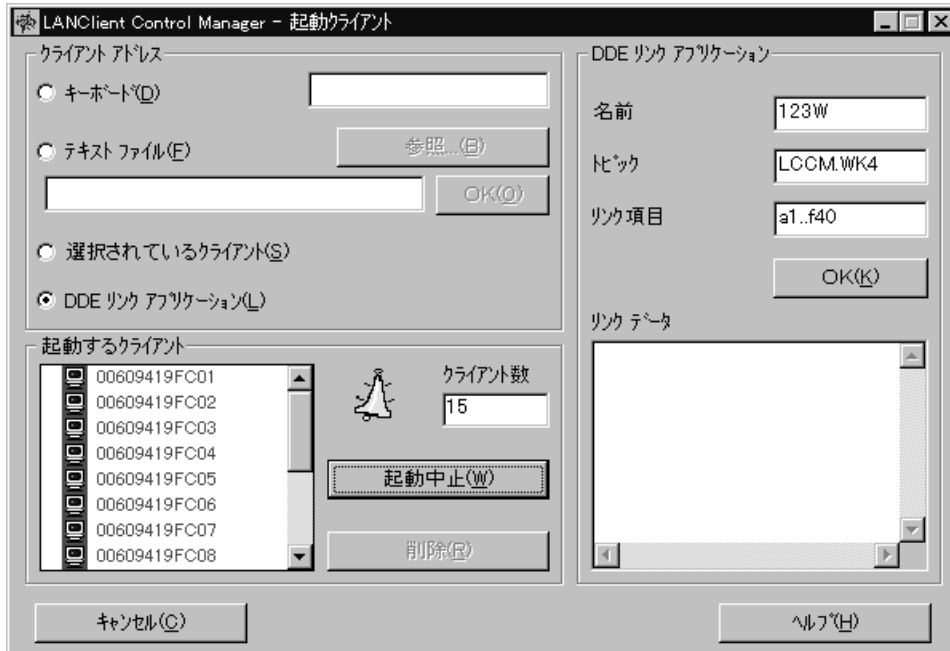 LANClient Control Manager - 起動クライアント
クライアント アドレス
キーボード(D)
テキスト ファイル(F)
参照...(B)
OK(O)
選択されているクライアント(S)
DDE リンク アプリケーション(L)
起動するクライアント
00609419FC01
00609419FC02
00609419FC03
00609419FC04
00609419FC05
00609419FC06
00609419FC07
00609419FC08
クライアント数
15
起動中止(W)
削除(R)
DDE リンク アプリケーション
名前
123W
トピック
LCCM.WK4
リンク項目
a1..f40
OK(K)
リンク データ
キャンセル(C)
ヘルプ(H)